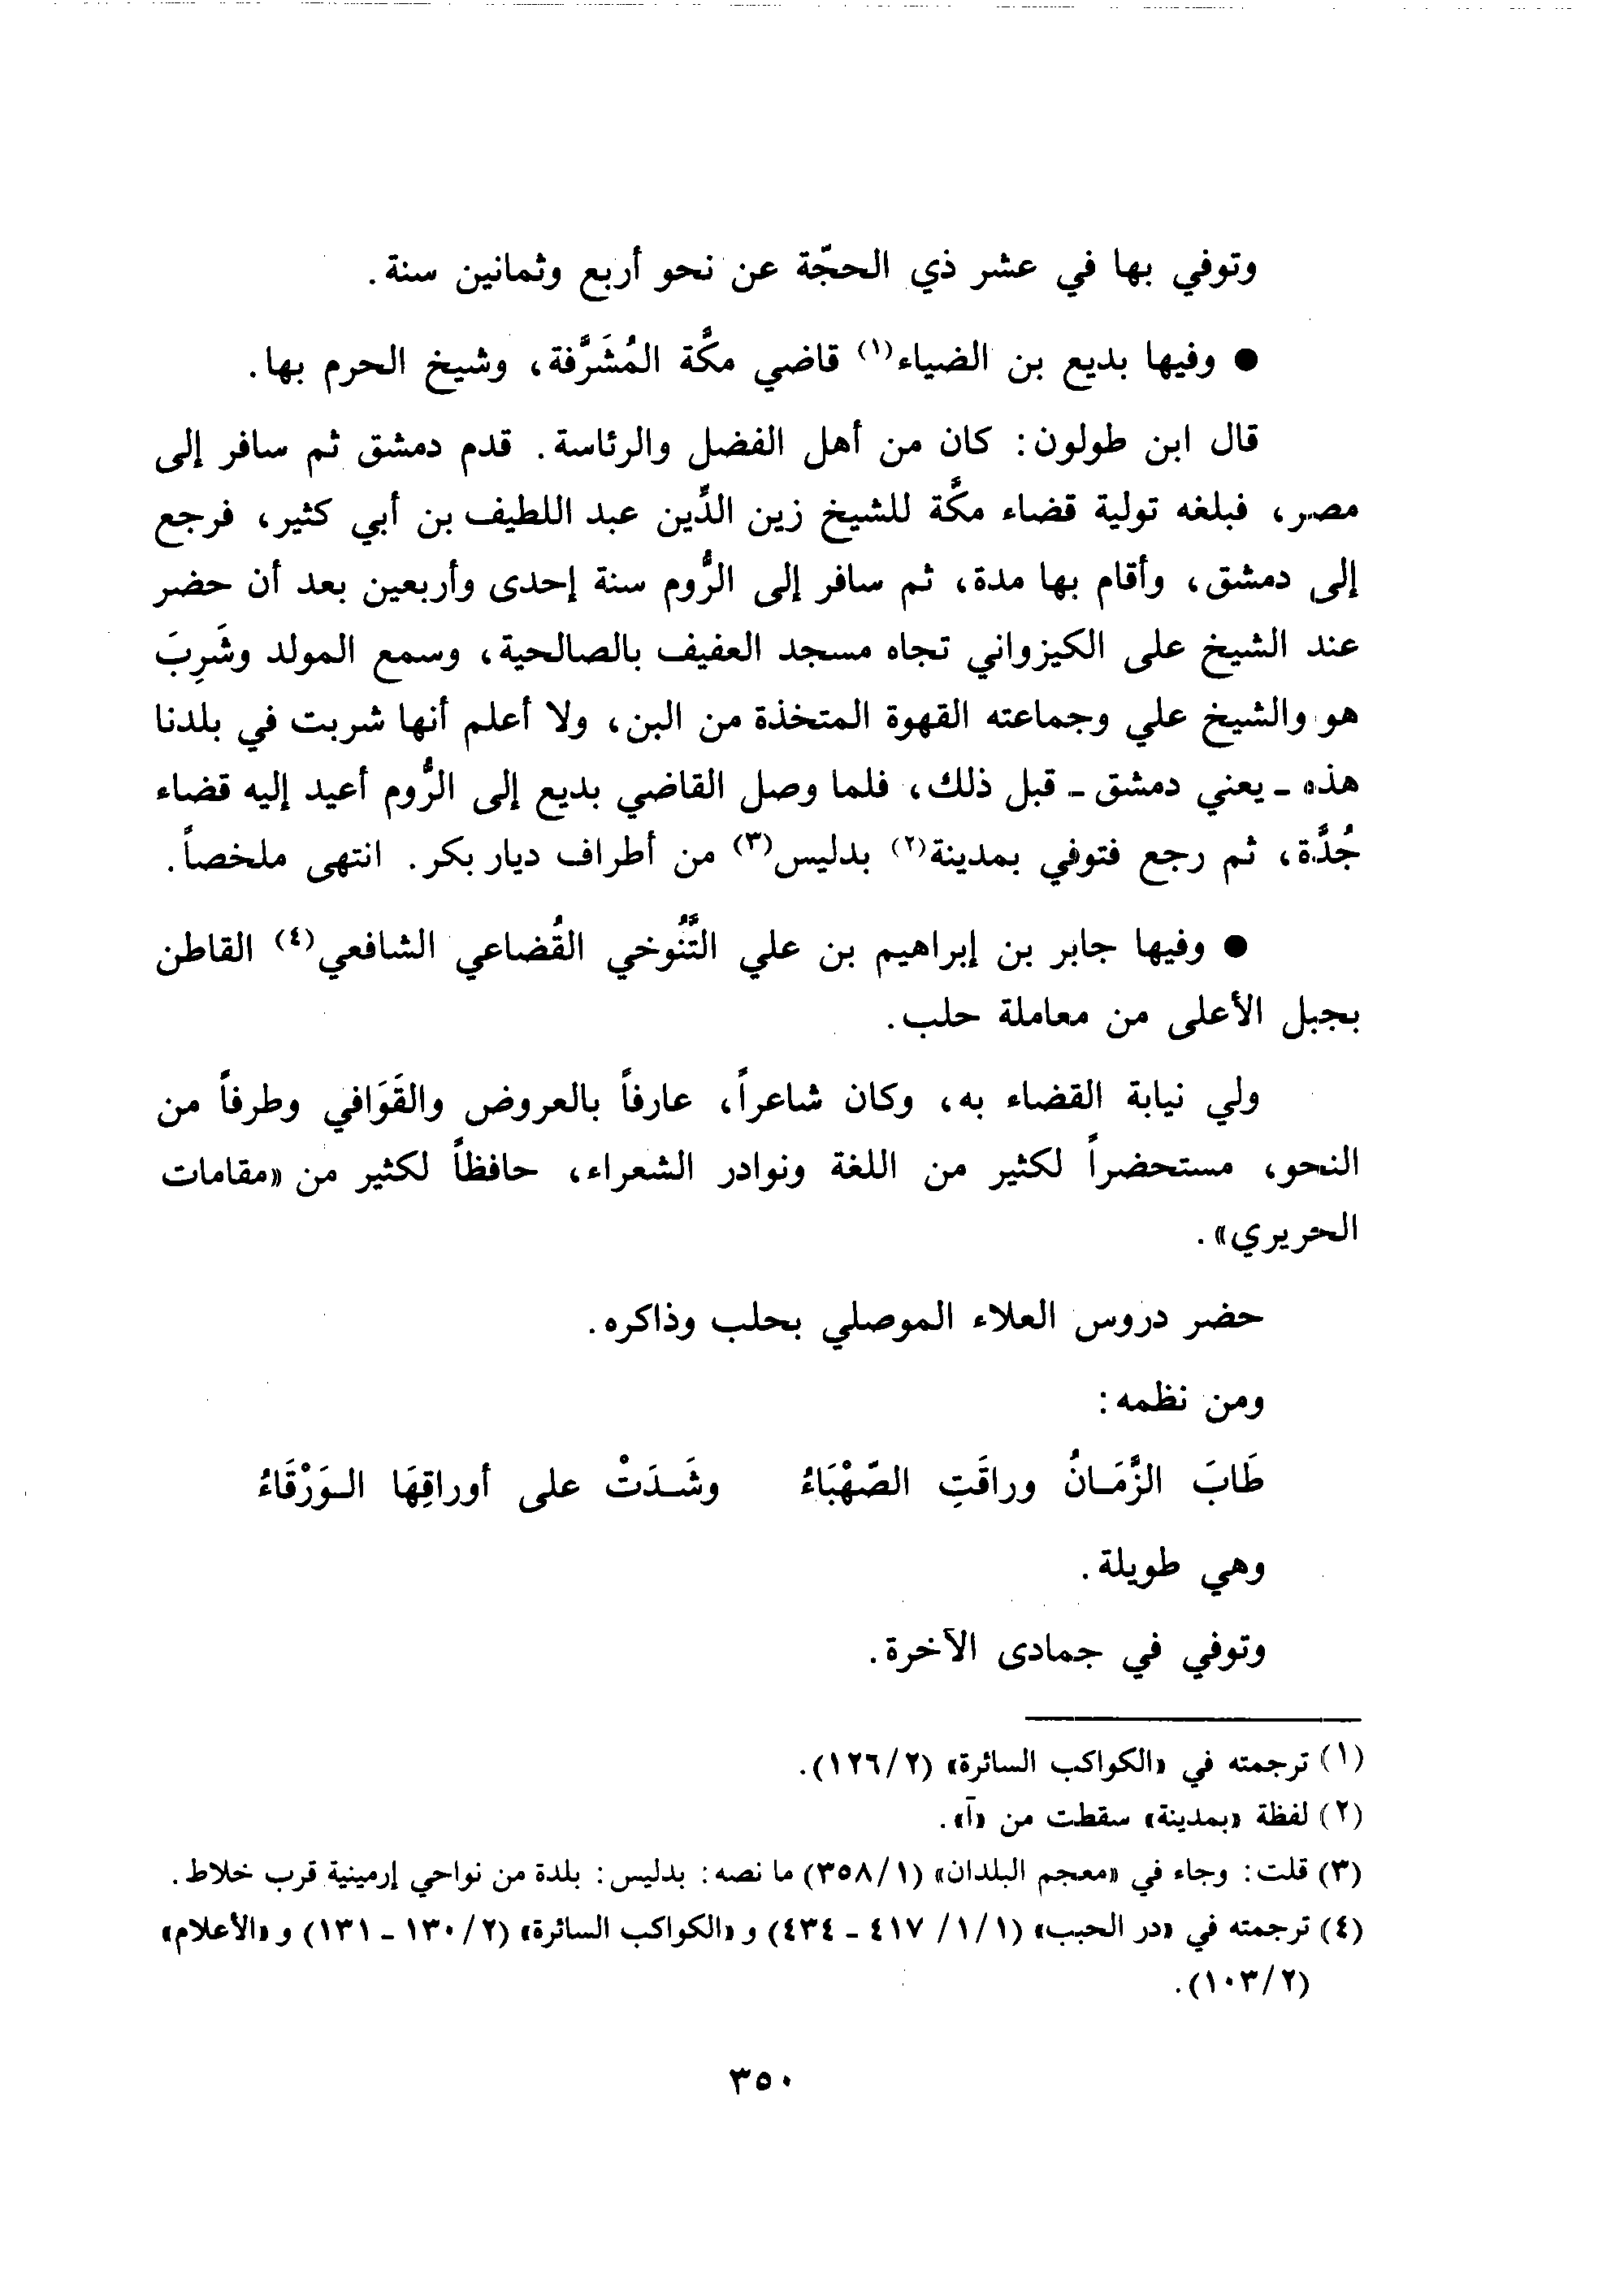 وتوفي بها في عشر ذي الحجّة عن نحو أربع وثمانين سنة.
● وفيها بديع بن الضياء(١) قاضي مكَّة المُشَرَّفة، وشيخ الحرم بها.
قال ابن طولون: كان من أهل الفضل والرئاسة. قدم دمشق ثم سافر إلى
مصر، فبلغه تولية قضاء مكَّة للشيخ زين الدِّين عبد اللطيف بن أبي كثير، فرجع
إلى دمشق، وأقام بها مدة، ثم سافر إلى الرُّوم سنة إحدى وأربعين بعد أن حضر
عند الشيخ على الكيزواني تجاه مسجد العفيف بالصالحية، وسمع المولد وشَرِبَ
هو والشيخ علي وجماعته القهوة المتخذة من البن، ولا أعلم أنها شربت في بلدنا
هذه ـ يعني دمشق ـ قبل ذلك، فلما وصل القاضي بديع إلى الرُّوم أعيد إليه قضاء
جُدَّة، ثم رجع فتوفي بمدينة(٢) بدليس(٣) من أطراف ديار بكر. انتهى ملخصاً.
● وفيها جابر بن إبراهيم بن علي التَّنُوخي القُضاعي الشافعي(٤) القاطن
بجبل الأعلى من معاملة حلب.
ولي نيابة القضاء به، وكان شاعراً، عارفاً بالعروض والقَوَافي وطرفاً من
النحو، مستحضراً لكثير من اللغة ونوادر الشعراء، حافظاً لكثير من «مقامات
الحريري».
حضر دروس العلاء الموصلي بحلب وذاكره.
ومن نظمه:
طَابَ الزَّمَـانُ وراقَتِ الصّهْبَاءُ وشَـدَتْ على أوراقِهَا الـوَرْقَاءُ
وهي طويلة.
وتوفي في جمادى الآخرة.
(١) ترجمته في «الكواكب السائرة» (١٢٦/٢).
(٢) لفظة «بمدينة» سقطت من «آ».
(٣) قلت: وجاء في «معجم البلدان» (٣٥٨/١) ما نصه: بدليس: بلدة من نواحي إرمينية قرب خلاط.
(٤) ترجمته في «در الحبب» (١/١/ ٤١٧ ـ ٤٣٤) و «الكواكب السائرة» (١٣٠/٢ ـ ١٣١) و «الأعلام»
(١٠٣/٢).
٣٥٠